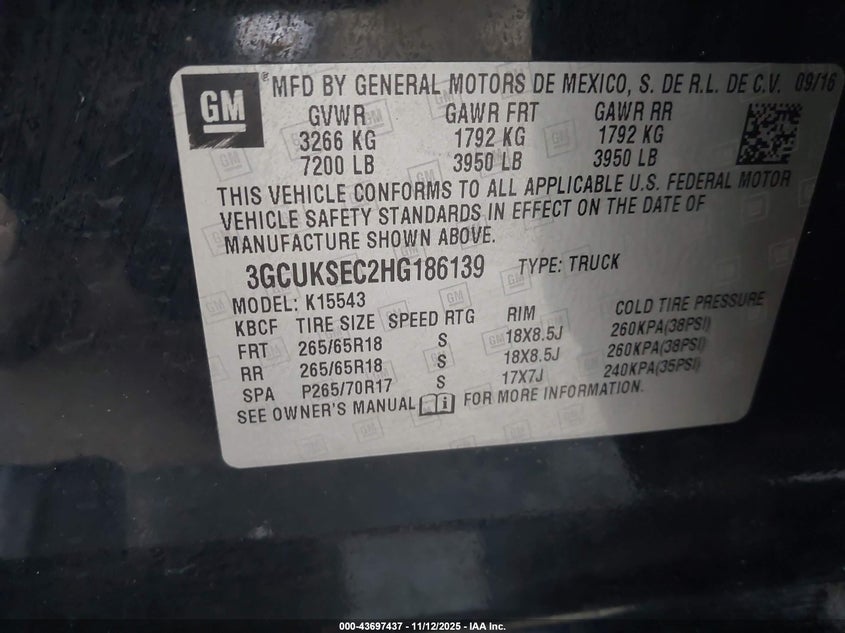 GM ® MFD BY GENERAL MOTORS DE MEXICO, S. DE R.L. DE C.V. 09/16
GVWR GAWR FRT GAWR RR
3266 KG 1792 KG 1792 KG
7200 LB 3950 LB 3950 LB
THIS VEHICLE CONFORMS TO ALL APPLICABLE U.S. FEDERAL MOTOR
VEHICLE SAFETY STANDARDS IN EFFECT ON THE DATE OF
MANUFACTURE SHOWN ABOVE.
3GCUKSEC2HG186139 TYPE: TRUCK
MODEL: K15543
KBCF TIRE SIZE SPEED RTG RIM COLD TIRE PRESSURE
FRT 265/65R18 S 18X8.5J 260KPA(38PSI)
RR 265/65R18 S 18X8.5J 260KPA(38PSI)
SPA P265/70R17 S 17X7J 240KPA(35PSI)
SEE OWNER'S MANUAL FOR MORE INFORMATION.
000-43697437 - 11/12/2025 - IAA Inc.